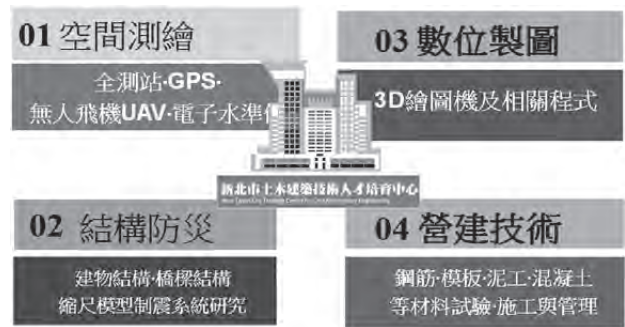 01 空間測繪
全測站·GPS·
無人飛機UAV·電子水準
03 數位製圖
3D繪圖機及相關程式
新北市土木建築技術人才培育中心
02 結構防災
建物結構·橋樑結構
縮尺模型制震系統研究
04 營建技術
鋼筋·模板·泥工·混凝土
等材料試驗·施工與管理